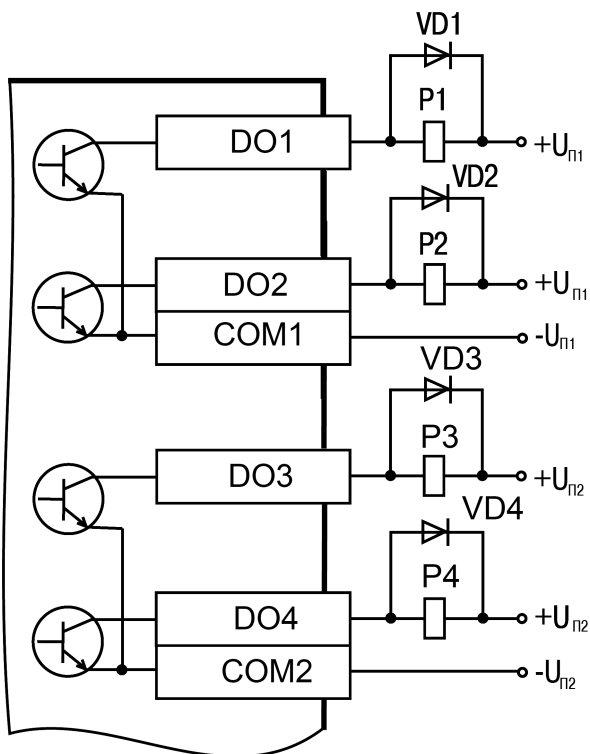 VD1
P1
DO1
+Uп1
VD2
P2
DO2
+Uп1
COM1
-Uп1
VD3
P3
DO3
+Uп2
VD4
P4
DO4
+Uп2
COM2
-Uп2